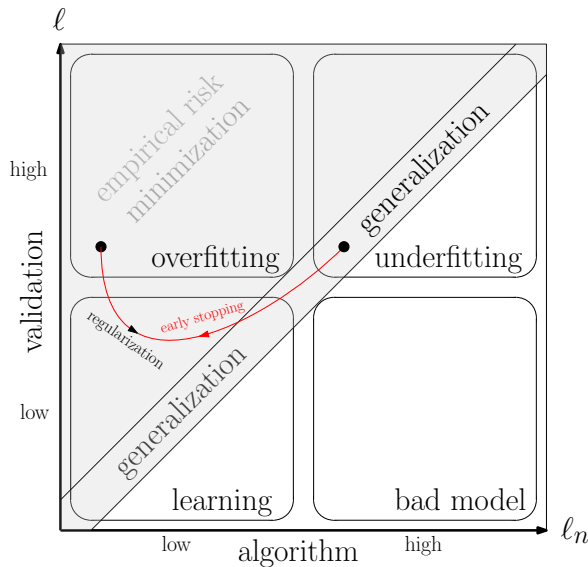 ℓ
empirical risk
minimization
generalization
high
overfitting
underfitting
validation
regularization
early stopping
generalization
low
learning
bad model
low
high
algorithm
ℓn